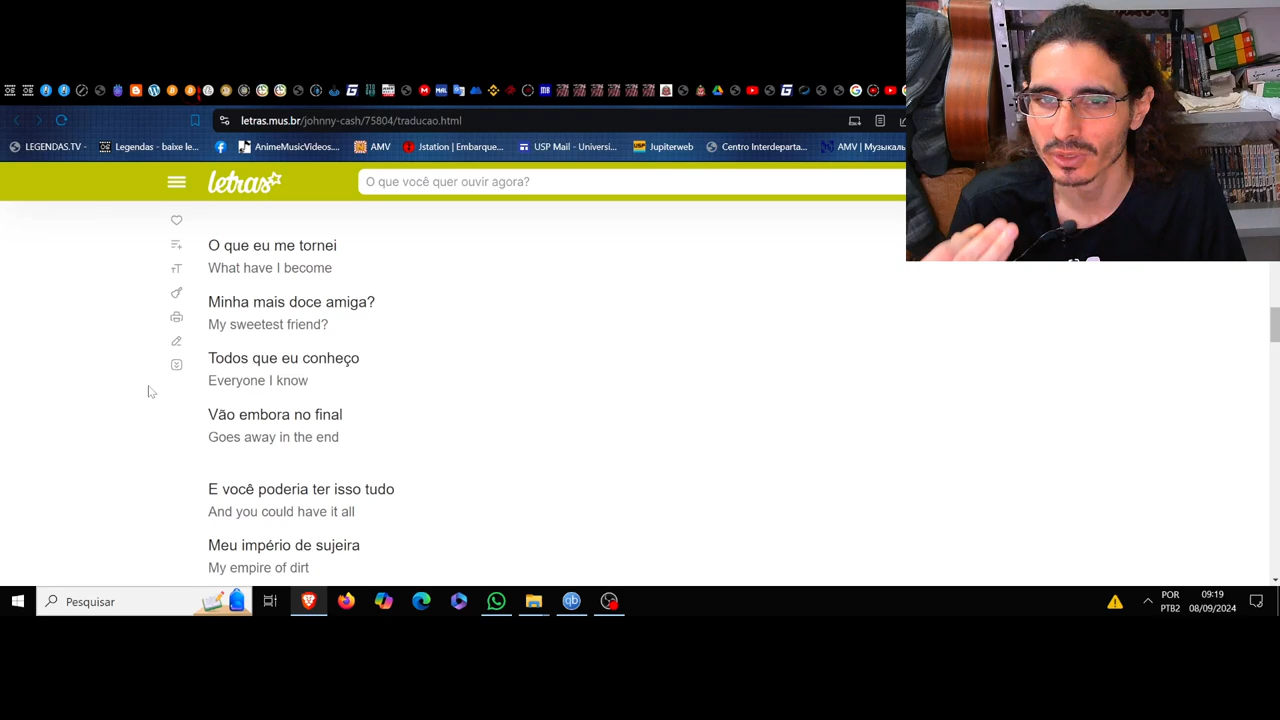 letras.mus.br/johnny-cash/75804/traducao.html
LEGENDAS.TV
Legendas - baixe le...
AnimeMusicVideos....
AMV
Jstation | Embarque...
USP Mail - Universi...
Jupiterweb
Centro Interdeparta...
AMV | Музыкаль
letras
O que você quer ouvir agora?
O que eu me tornei
What have I become
Minha mais doce amiga?
My sweetest friend?
Todos que eu conheço
Everyone I know
Vão embora no final
Goes away in the end
E você poderia ter isso tudo
And you could have it all
Meu império de sujeira
My empire of dirt
Pesquisar
POR
PTB2
09:19
08/09/2024